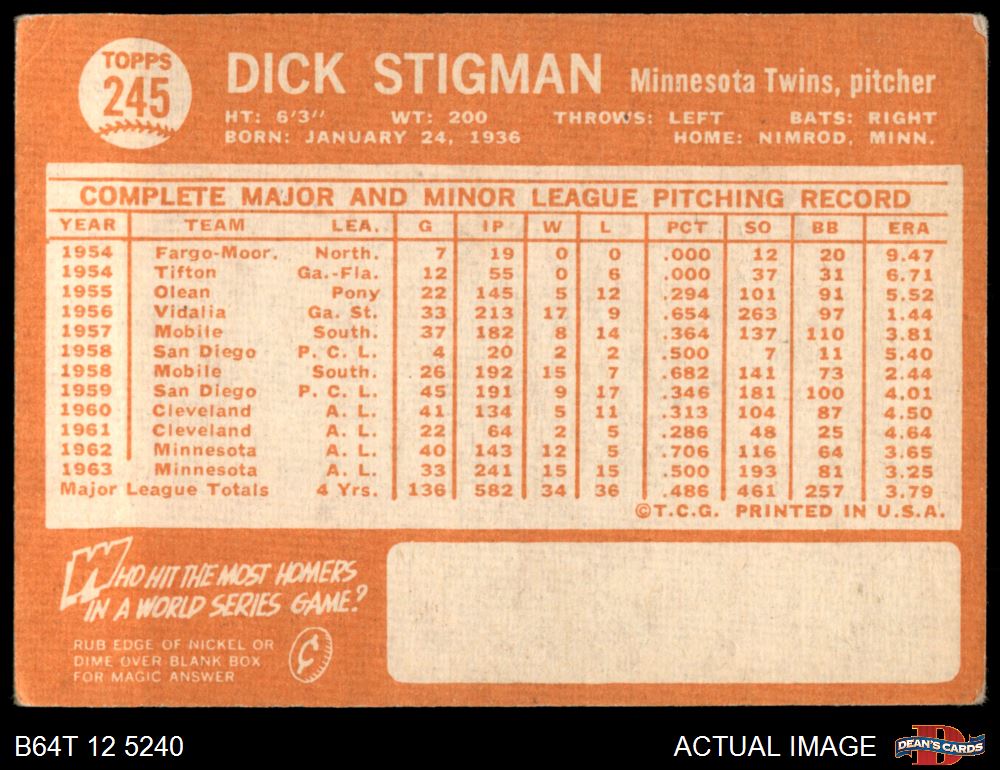 TOPPS
245
DICK STIGMAN Minnesota Twins, pitcher
HT: 6'3" WT: 200 THROWS: LEFT BATS: RIGHT
BORN: JANUARY 24, 1936 HOME: NIMROD, MINN.
COMPLETE MAJOR AND MINOR LEAGUE PITCHING RECORD
YEAR TEAM LEA. G IP W L PCT SO BB ERA
1954 Fargo-Moor. North. 7 19 0 0 .000 12 20 9.47
1954 Tifton Ga.-Fla. 12 55 0 6 .000 37 31 6.71
1955 Olean Pony 22 145 5 12 .294 101 91 5.52
1956 Vidalia Ga. St. 33 213 17 9 .654 263 97 1.44
1957 Mobile South. 37 182 8 14 .364 137 110 3.81
1958 San Diego P. C. L. 4 20 2 2 .500 7 11 5.40
1958 Mobile South. 26 192 15 7 .682 141 73 2.44
1959 San Diego P. C. L. 45 191 9 17 .346 181 100 4.01
1960 Cleveland A. L. 41 134 5 11 .313 104 87 4.50
1961 Cleveland A. L. 22 64 2 5 .286 48 25 4.64
1962 Minnesota A. L. 40 143 12 5 .706 116 64 3.65
1963 Minnesota A. L. 33 241 15 15 .500 193 81 3.25
Major League Totals 4 Yrs. 136 582 34 36 .486 461 257 3.79
©T.C.G. PRINTED IN U.S.A.
WHO HIT THE MOST HOMERS
IN A WORLD SERIES GAME?
RUB EDGE OF NICKEL OR
DIME OVER BLANK BOX
FOR MAGIC ANSWER
¢
B64T 12 5240 ACTUAL IMAGE DEAN'S CARDS